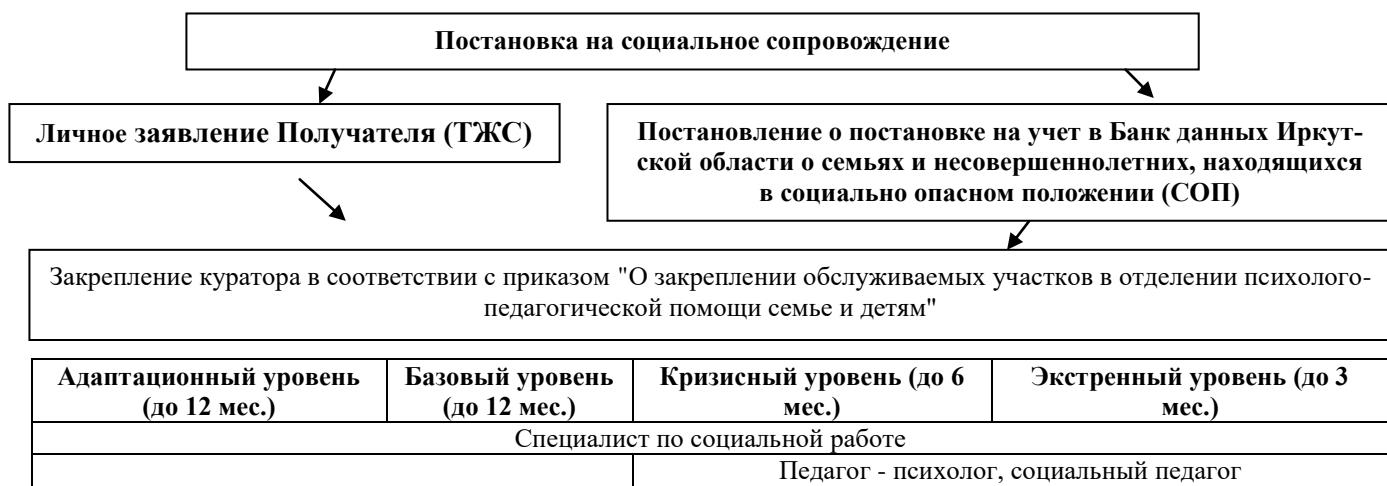 Постановка на социальное сопровождение
Личное заявление Получателя (ТЖС)
Постановление о постановке на учет в Банк данных Иркут-
ской области о семьях и несовершеннолетних, находящихся
в социально опасном положении (СОП)
Закрепление куратора в соответствии с приказом "О закреплении обслуживаемых участков в отделении психолого-
педагогической помощи семье и детям"
Адаптационный уровень
(до 12 мес.)
Базовый уровень
(до 12 мес.)
Кризисный уровень (до 6
мес.)
Экстренный уровень (до 3
мес.)
Специалист по социальной работе
Педагог - психолог, социальный педагог